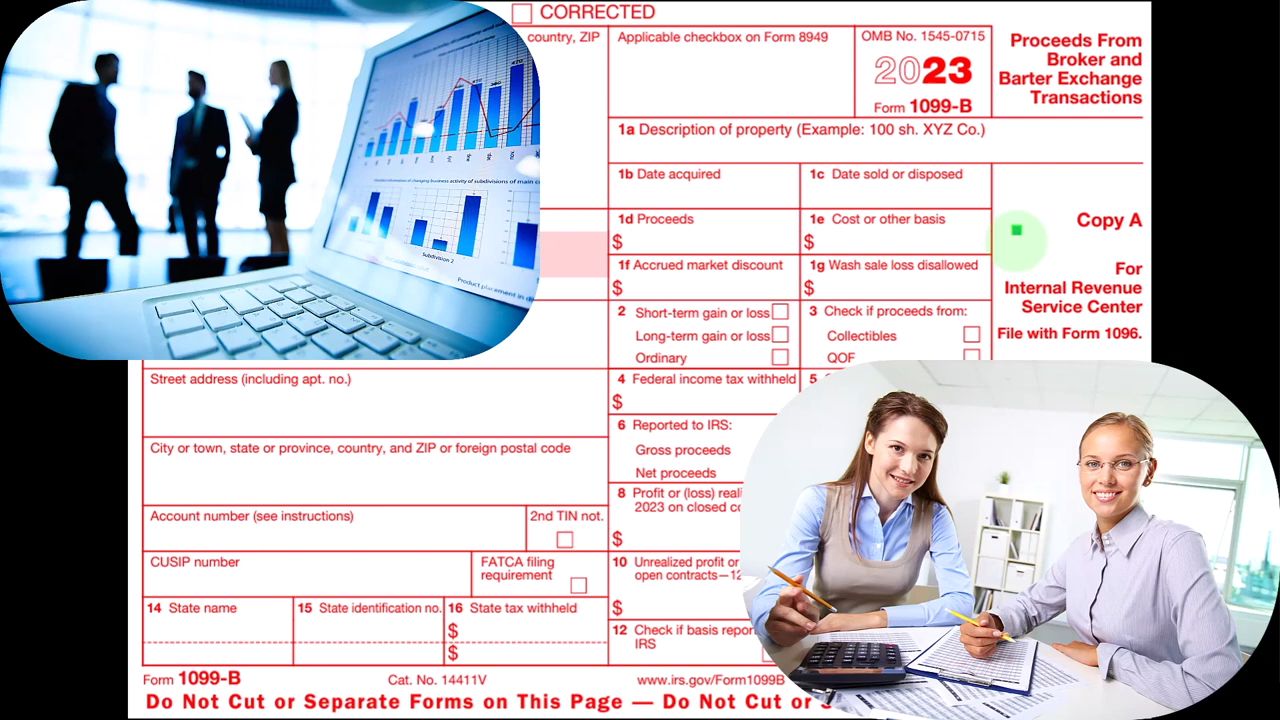 CORRECTED
country, ZIP
Applicable checkbox on Form 8949
OMB No. 1545-0715
2023
Form 1099-B
Proceeds From
Broker and
Barter Exchange
Transactions
1a Description of property (Example: 100 sh. XYZ Co.)
1b Date acquired
1c Date sold or disposed
1d Proceeds
$
1e Cost or other basis
$
1f Accrued market discount
$
1g Wash sale loss disallowed
$
Copy A
For
Internal Revenue
Service Center
File with Form 1096.
2 Short-term gain or loss
Long-term gain or loss
Ordinary
3 Check if proceeds from:
Collectibles
QOF
Street address (including apt. no.)
4 Federal income tax withheld
$
5
City or town, state or province, country, and ZIP or foreign postal code
6 Reported to IRS:
Gross proceeds
Net proceeds
Account number (see instructions)
2nd TIN not.
8 Profit or (loss)
2023 on closed
$
CUSIP number
FATCA filing
requirement
10 Unrealized profit or
open contracts—
$
14 State name
15 State identification no.
16 State tax withheld
$
$
12 Check if basis
IRS
Form 1099-B
Cat. No. 14411V
www.irs.gov/Form1099B
Do Not Cut or Separate Forms on This Page — Do Not Cut or
Subdivision 2
Product placement in